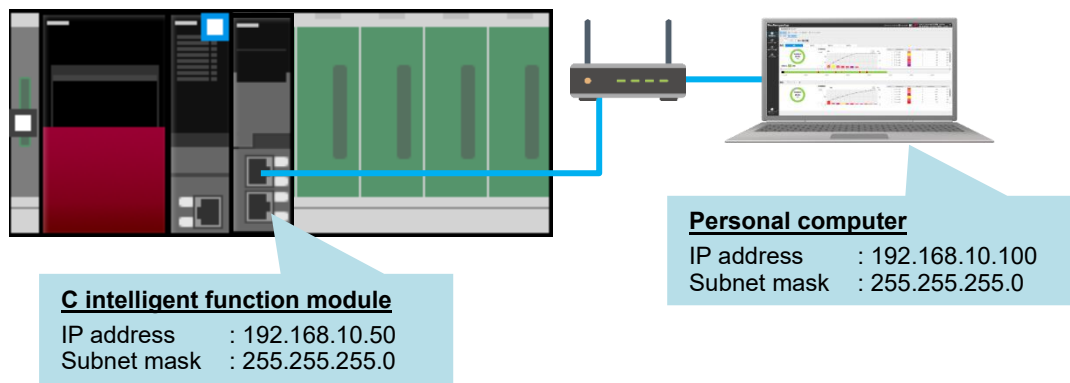 Personal computer
IP address : 192.168.10.100
Subnet mask : 255.255.255.0
C intelligent function module
IP address : 192.168.10.50
Subnet mask : 255.255.255.0